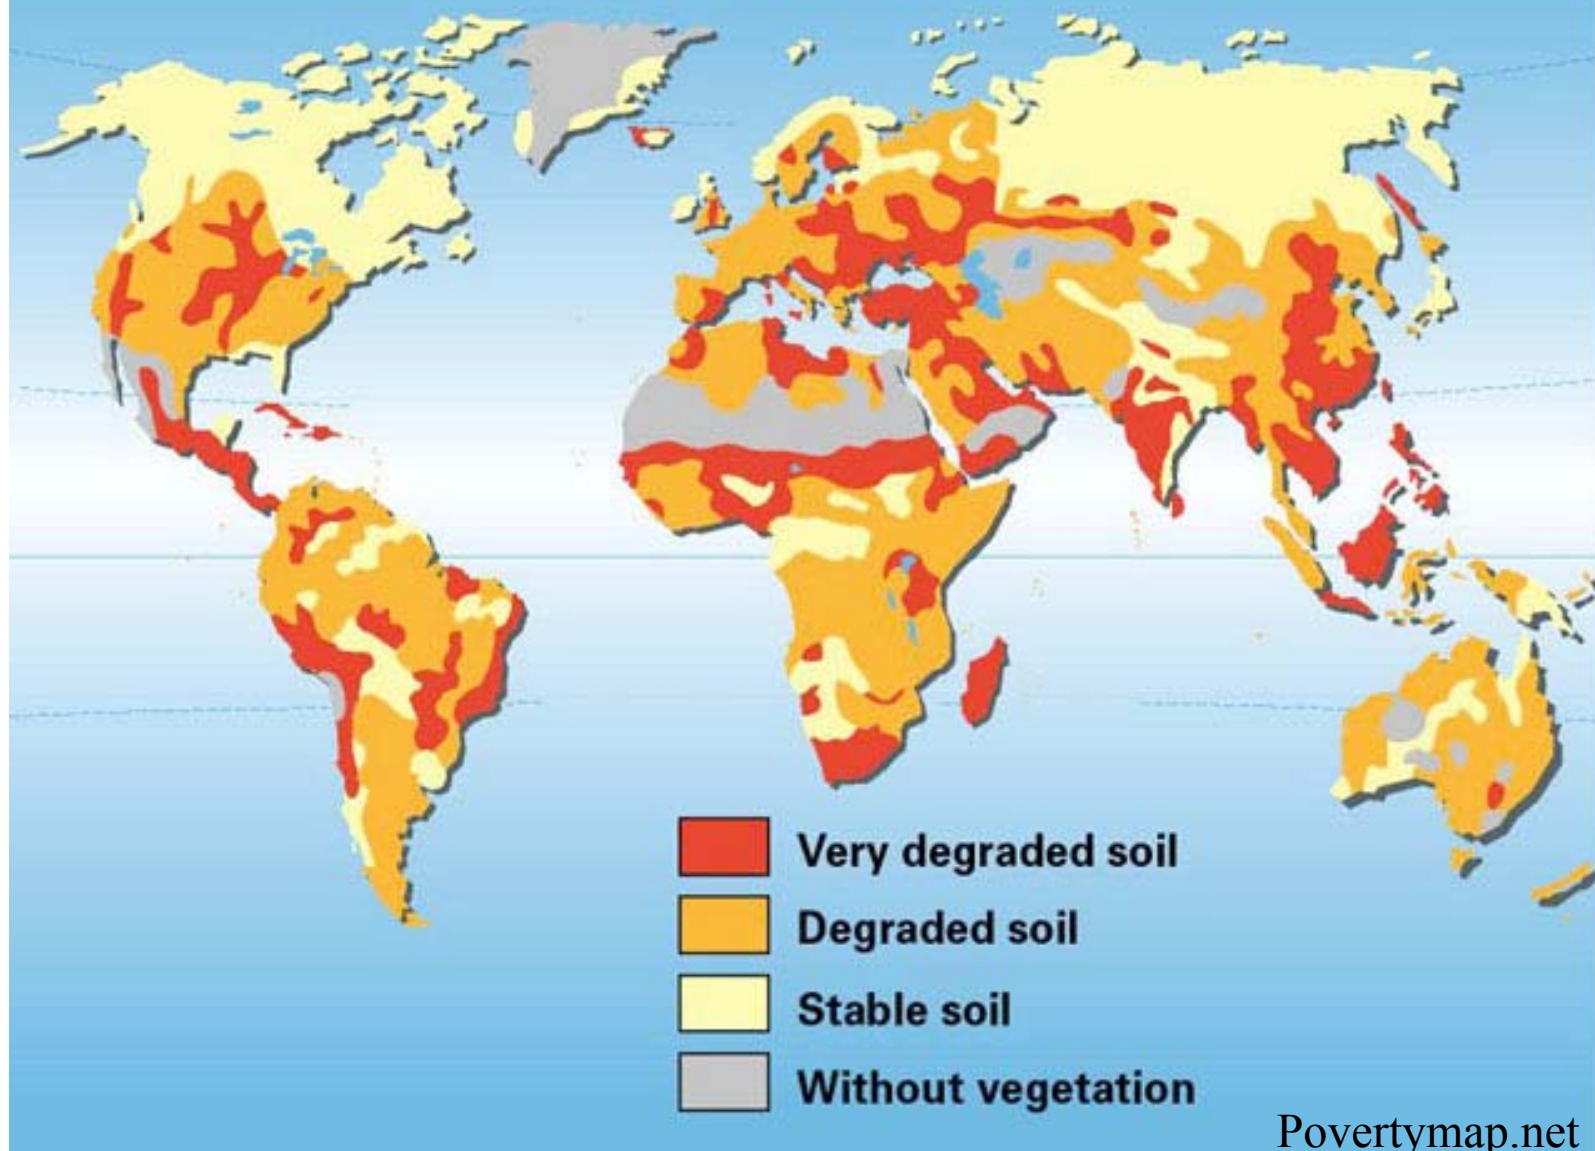 Very degraded soil
Degraded soil
Stable soil
Without vegetation
Povertymap.net